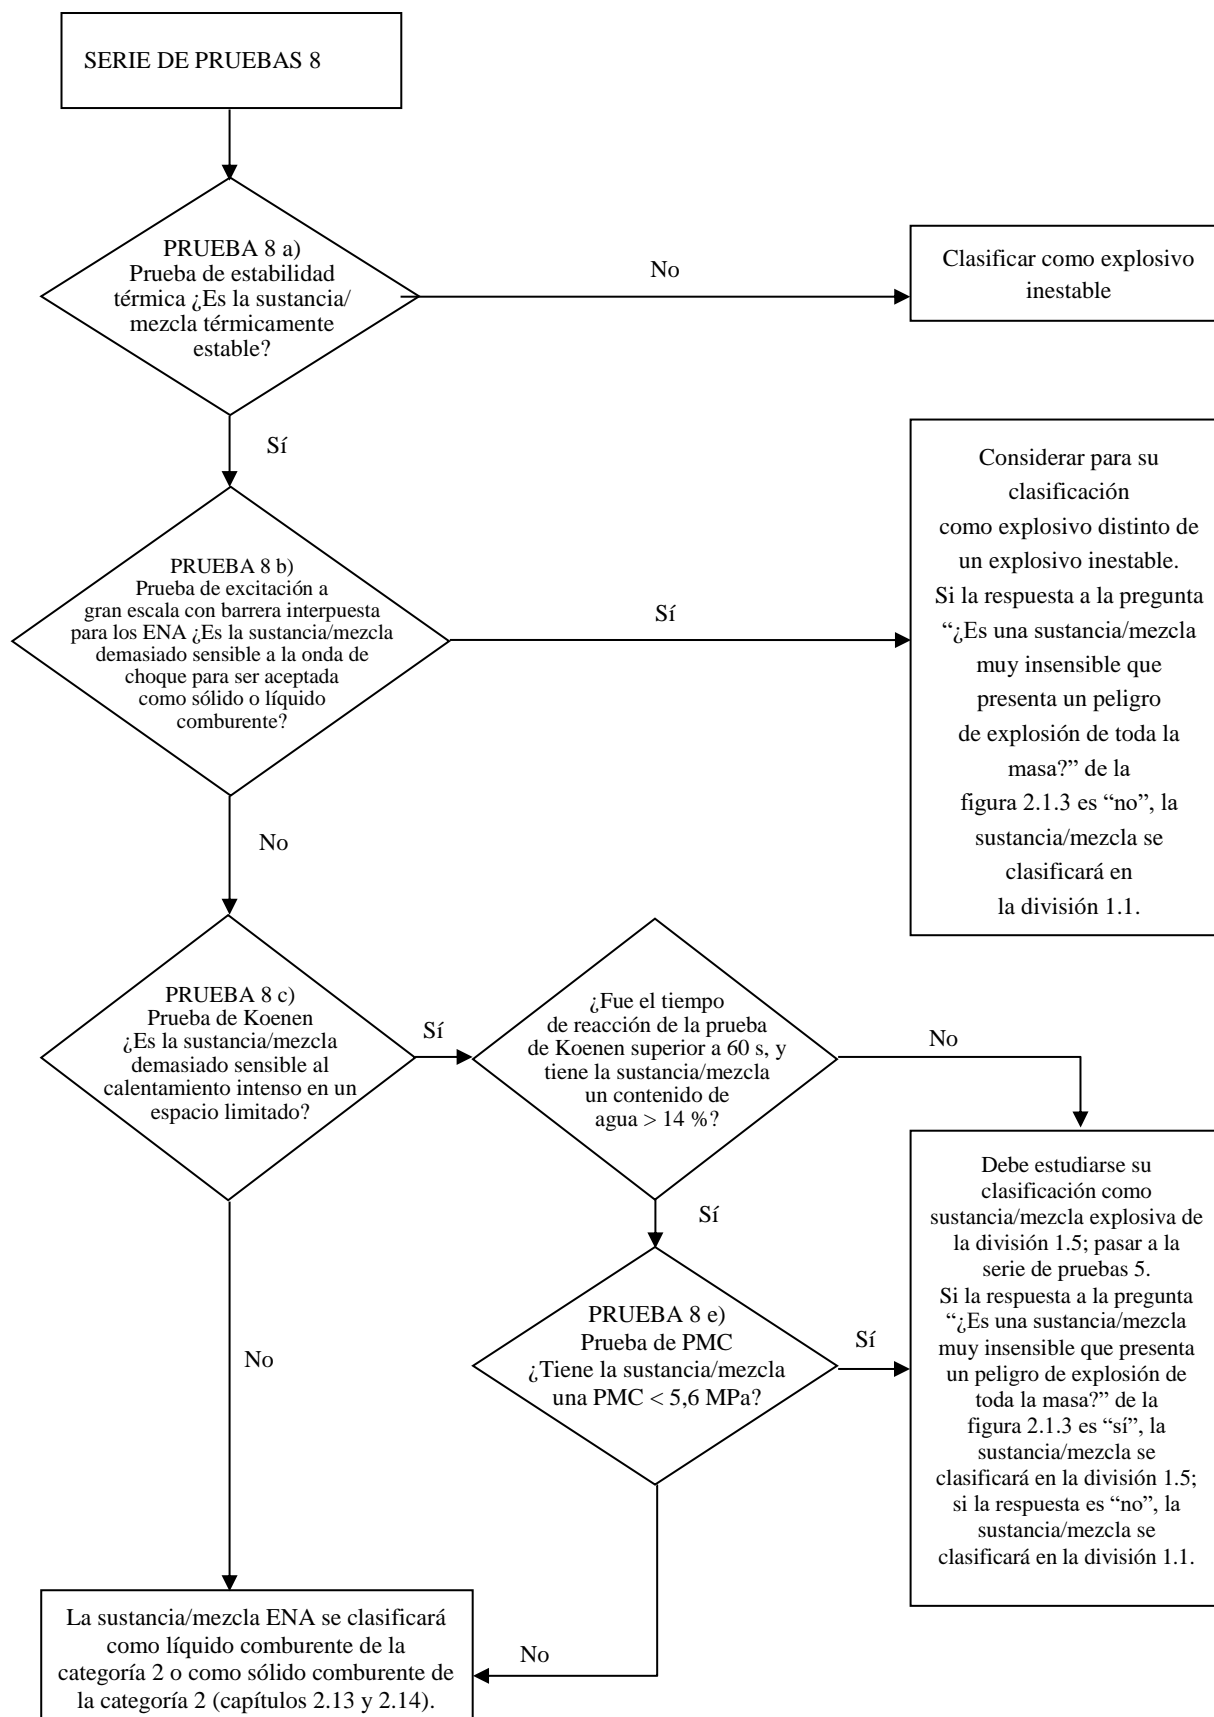 SERIE DE PRUEBAS 8
PRUEBA 8 a)
Prueba de estabilidad
térmica ¿Es la sustancia/
mezcla térmicamente
estable?
No
Clasificar como explosivo
inestable
Sí
PRUEBA 8 b)
Prueba de excitación a
gran escala con barrera interpuesta
para los ENA ¿Es la sustancia/mezcla
demasiado sensible a la onda de
choque para ser aceptada
como sólido o líquido
comburente?
Sí
Considerar para su
clasificación
como explosivo distinto de
un explosivo inestable.
Si la respuesta a la pregunta
“¿Es una sustancia/mezcla
muy insensible que
presenta un peligro
de explosión de toda la
masa?” de la
figura 2.1.3 es “no”, la
sustancia/mezcla se
clasificará en
la división 1.1.
No
PRUEBA 8 c)
Prueba de Koenen
¿Es la sustancia/mezcla
demasiado sensible al
calentamiento intenso en un
espacio limitado?
Sí
¿Fue el tiempo
de reacción de la prueba
de Koenen superior a 60 s, y
tiene la sustancia/mezcla
un contenido de
agua > 14 %?
No
Debe estudiarse su
clasificación como
sustancia/mezcla explosiva de
la división 1.5; pasar a la
serie de pruebas 5.
Si la respuesta a la pregunta
“¿Es una sustancia/mezcla
muy insensible que presenta
un peligro de explosión de
toda la masa?” de la
figura 2.1.3 es “sí”, la
sustancia/mezcla se
clasificará en la división 1.5;
si la respuesta es “no”, la
sustancia/mezcla se
clasificará en la división 1.1.
Sí
PRUEBA 8 e)
Prueba de PMC
¿Tiene la sustancia/mezcla
una PMC < 5,6 MPa?
Sí
No
No
La sustancia/mezcla ENA se clasificará
como líquido comburente de la
categoría 2 o como sólido comburente de
la categoría 2 (capítulos 2.13 y 2.14).